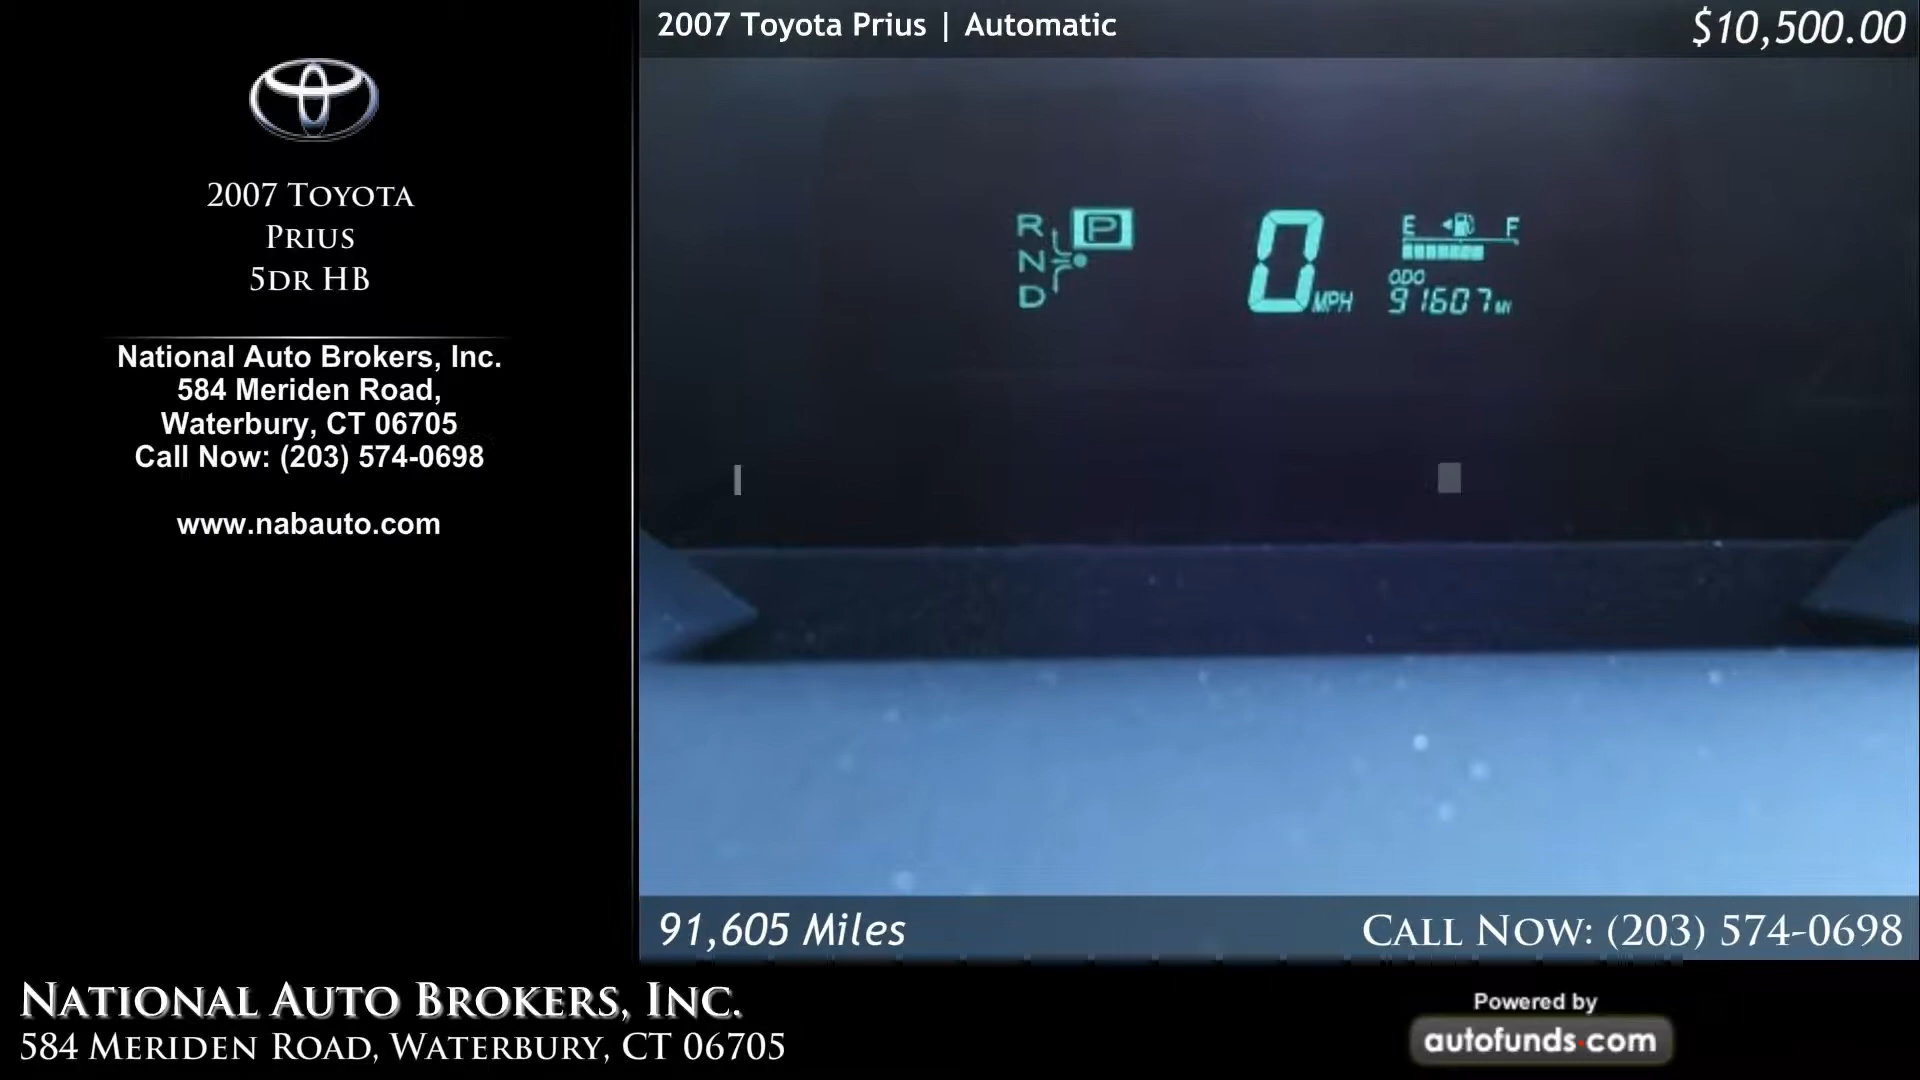 2007 Toyota
Prius
5dr HB
National Auto Brokers, Inc.
584 Meriden Road,
Waterbury, CT 06705
Call Now: (203) 574-0698
www.nabauto.com
2007 Toyota Prius | Automatic
$10,500.00
R P
N
D
0 MPH
E F
ODO
91607
91,605 Miles
Call Now: (203) 574-0698
National Auto Brokers, Inc.
584 Meriden Road, Waterbury, CT 06705
Powered by
autofunds.com